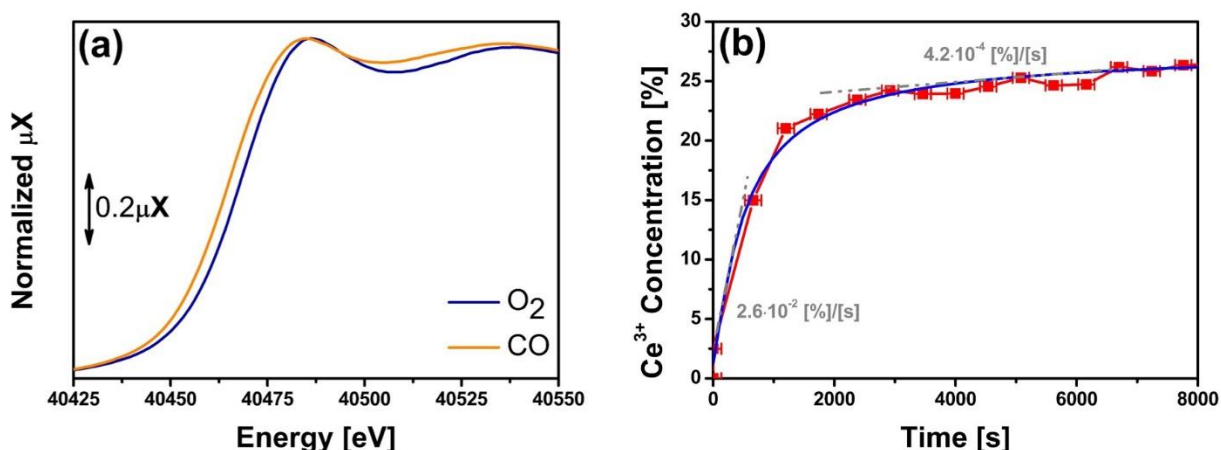 (a)
Normalized μX
0.2μX
O₂
CO
40425 40450 40475 40500 40525 40550
Energy [eV]
(b)
Ce³⁺ Concentration [%]
30
25
20
15
10
5
0
4.2·10⁻⁴ [%]/[s]
2.6·10⁻² [%]/[s]
0 2000 4000 6000 8000
Time [s]